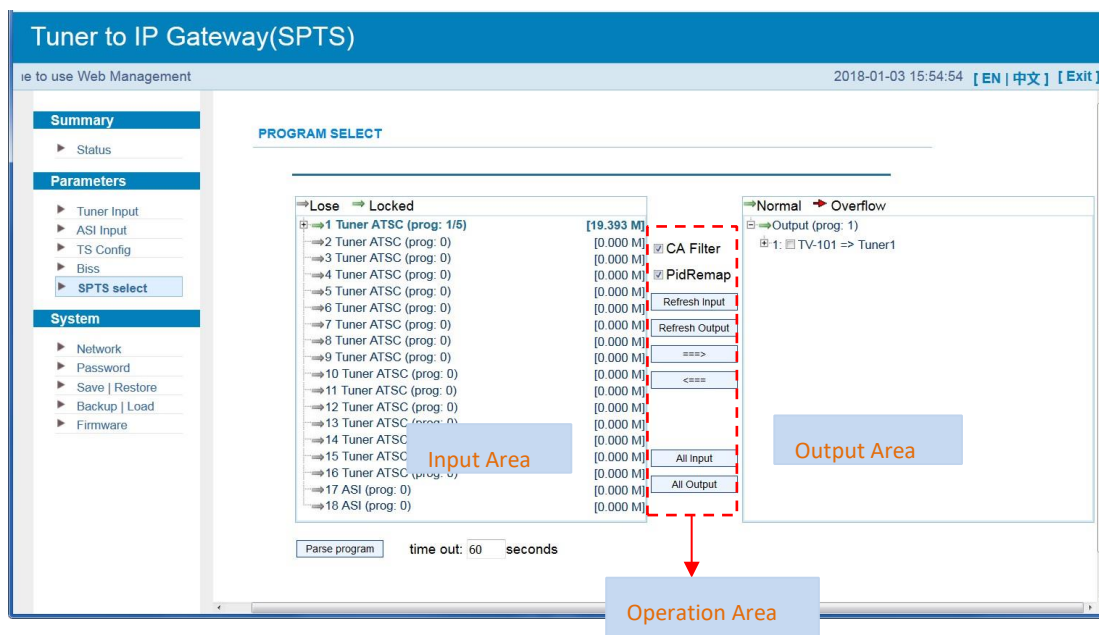 Tuner to IP Gateway(SPTS)
e to use Web Management
2018-01-03 15:54:54 [ EN | 中文 ] [ Exit ]
Summary
Status
Parameters
Tuner Input
ASI Input
TS Config
Biss
SPTS select
System
Network
Password
Save | Restore
Backup | Load
Firmware
PROGRAM SELECT
Lose Locked
1 Tuner ATSC (prog: 1/5) [19.393 M]
2 Tuner ATSC (prog: 0) [0.000 M]
3 Tuner ATSC (prog: 0) [0.000 M]
4 Tuner ATSC (prog: 0) [0.000 M]
5 Tuner ATSC (prog: 0) [0.000 M]
6 Tuner ATSC (prog: 0) [0.000 M]
7 Tuner ATSC (prog: 0) [0.000 M]
8 Tuner ATSC (prog: 0) [0.000 M]
9 Tuner ATSC (prog: 0) [0.000 M]
10 Tuner ATSC (prog: 0) [0.000 M]
11 Tuner ATSC (prog: 0) [0.000 M]
12 Tuner ATSC (prog: 0) [0.000 M]
13 Tuner ATSC (prog: 0) [0.000 M]
14 Tuner ATSC [0.000 M]
15 Tuner ATSC [0.000 M]
16 Tuner ATSC (prog: 0) [0.000 M]
17 ASI (prog: 0) [0.000 M]
18 ASI (prog: 0) [0.000 M]
Input Area
CA Filter
PidRemap
Refresh Input
Refresh Output
===>
<===
All Input
All Output
Normal Overflow
Output (prog: 1)
1: TV-101 => Tuner1
Output Area
Parse program time out: 60 seconds
Operation Area